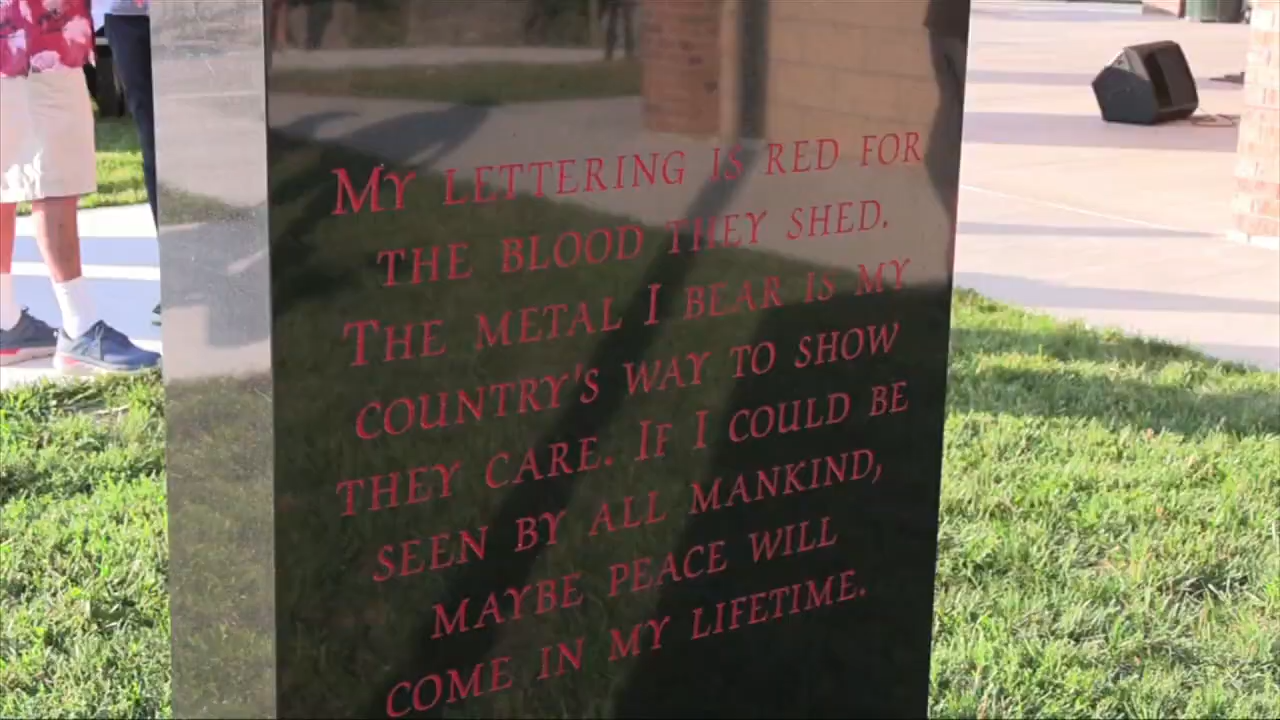 MY LETTERING IS RED FOR
THE BLOOD THEY SHED.
THE METAL I BEAR IS MY
COUNTRY'S WAY TO SHOW
THEY CARE. IF I COULD BE
SEEN BY ALL MANKIND,
MAYBE PEACE WILL
COME IN MY LIFETIME.